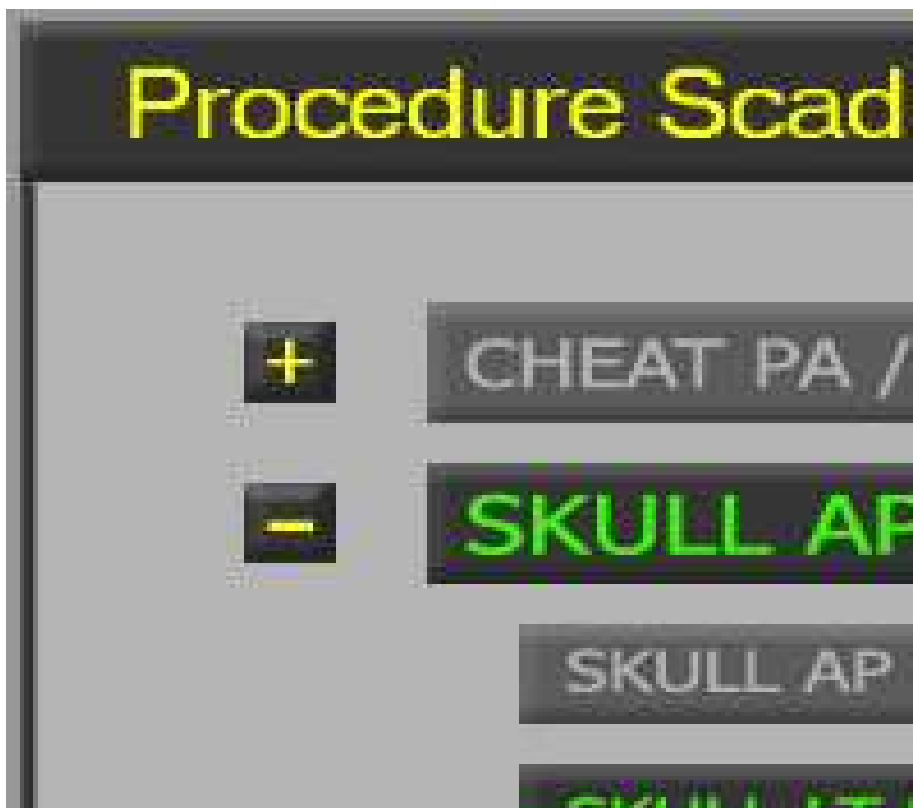 Procedure Scad
+
CHEAT PA /
−
SKULL AP
SKULL AP